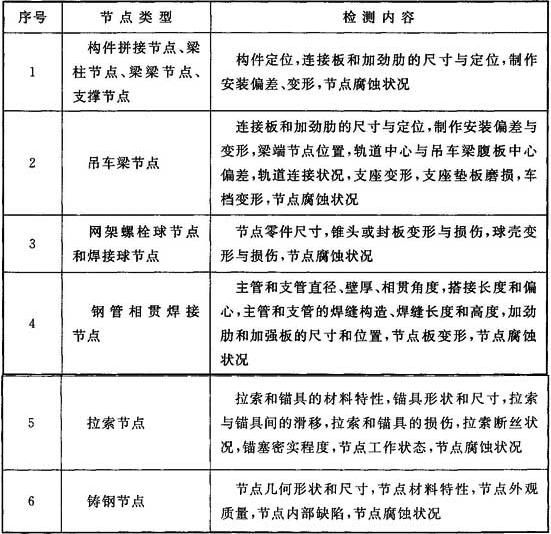 序号 节点类型 检测内容
1
构件拼接节点、梁
柱节点、梁梁节点、
支撑节点
构件定位,连接板和加劲肋的尺寸与定位,制作
安装偏差、变形,节点腐蚀状况
2
吊车梁节点
连接板和加劲肋的尺寸与定位,制作安装偏差与
变形,梁端节点位置,轨道中心与吊车梁腹板中心
偏差,轨道连接状况,支座变形,支座垫板磨损,车
档变形,节点腐蚀状况
3
网架螺栓球节点
和焊接球节点
节点零件尺寸,锥头或封板变形与损伤,球壳变
形与损伤,节点腐蚀状况
4
钢管相贯焊接
节点
主管和支管直径、壁厚、相贯角度,搭接长度和偏
心,主管和支管的焊缝构造、焊缝长度和高度,加劲
肋和加强板的尺寸和位置,节点板变形,节点腐蚀
状况
5
拉索节点
拉索和锚具的材料特性,锚具形状和尺寸,拉索
与锚具间的滑移,拉索和锚具的损伤,拉索断丝状
况,锚塞密实程度,节点工作状态,节点腐蚀状况
6
铸钢节点
节点几何形状和尺寸,节点材料特性,节点外观
质量,节点内部缺陷,节点腐蚀状况